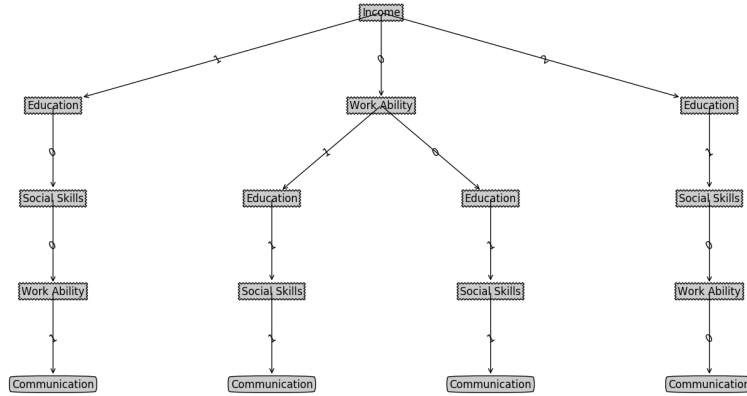 Income
1 0 2
Education Work Ability Education
0 1 0 1
Social Skills Education Education Social Skills
0 1 1 0
Work Ability Social Skills Social Skills Work Ability
1 1 1 0
Communication Communication Communication Communication